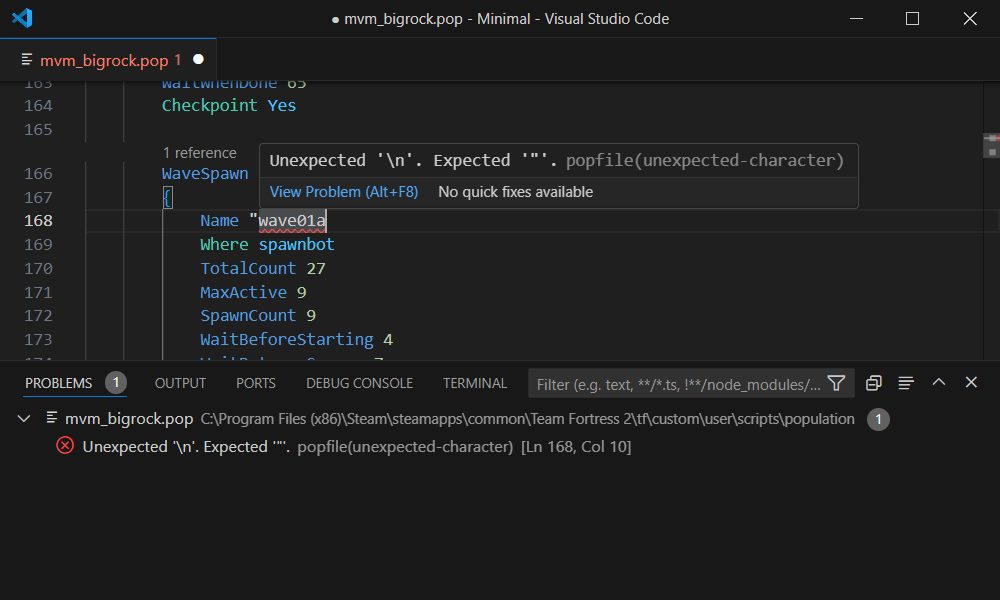 ● mvm_bigrock.pop - Minimal - Visual Studio Code
mvm_bigrock.pop 1 ●
163 WaitWhenDone 65
164 Checkpoint Yes
165
1 reference
166 WaveSpawn
167 {
168 Name "wave01a
169 Where spawnbot
170 TotalCount 27
171 MaxActive 9
172 SpawnCount 9
173 WaitBeforeStarting 4
Unexpected '\n'. Expected '"'. popfile(unexpected-character)
View Problem (Alt+F8) No quick fixes available
PROBLEMS 1 OUTPUT PORTS DEBUG CONSOLE TERMINAL Filter (e.g. text, **/*.ts, !**/node_modules/...
mvm_bigrock.pop C:\Program Files (x86)\Steam\steamapps\common\Team Fortress 2\tf\custom\user\scripts\population 1
Unexpected '\n'. Expected '"'. popfile(unexpected-character) [Ln 168, Col 10]